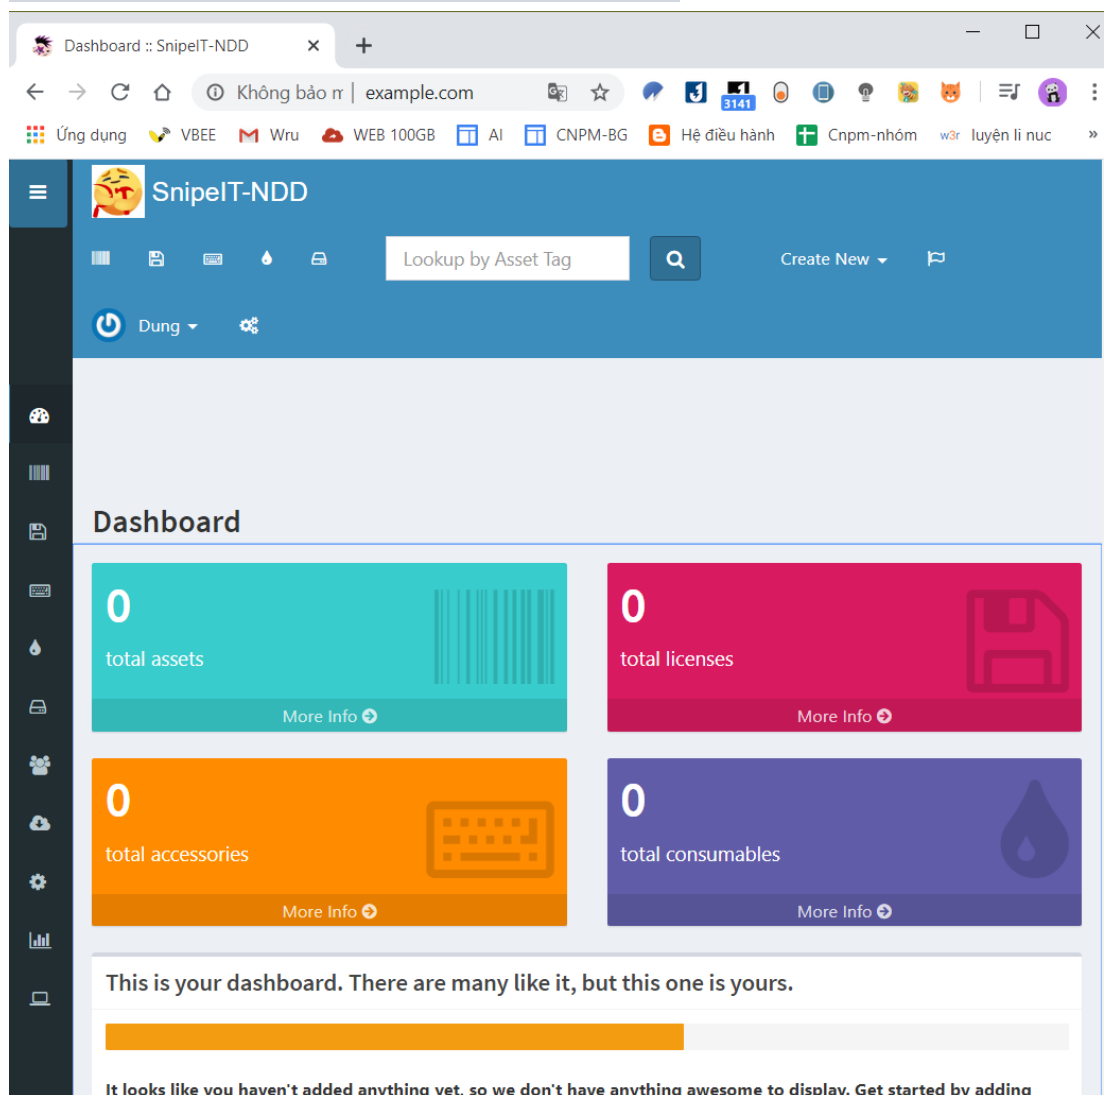 Dashboard :: SnipeIT-NDD
Không bảo m | example.com
3141
Ứng dụng VBEE Wru WEB 100GB AI CNPM-BG Hệ điều hành Cnpm-nhóm w3r luyện li nuc »
SnipeIT-NDD
Lookup by Asset Tag Create New
Dung
Dashboard
0 0
total assets total licenses
More Info More Info
0 0
total accessories total consumables
More Info More Info
This is your dashboard. There are many like it, but this one is yours.
It looks like you haven't added anything yet, so we don't have anything awesome to display. Get started by adding